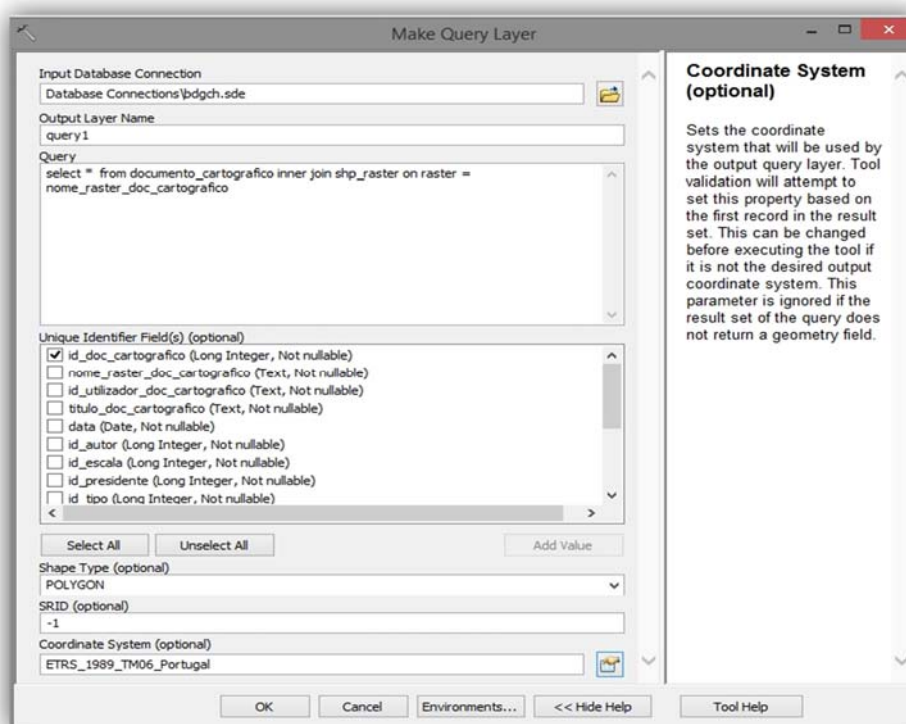 Make Query Layer
Input Database Connection
Database Connections\bdgch.sde
Output Layer Name
query1
Query
select *  from documento_cartografico inner join shp_raster on raster =
nome_raster_doc_cartografico
Unique Identifier Field(s) (optional)
id_doc_cartografico (Long Integer, Not nullable)
nome_raster_doc_cartografico (Text, Not nullable)
id_utilizador_doc_cartografico (Text, Not nullable)
titulo_doc_cartografico (Text, Not nullable)
data (Date, Not nullable)
id_autor (Long Integer, Not nullable)
id_escala (Long Integer, Not nullable)
id_presidente (Long Integer, Not nullable)
id_tipo (Long Integer, Not nullable)
Select All
Unselect All
Add Value
Shape Type (optional)
POLYGON
SRID (optional)
-1
Coordinate System (optional)
ETRS_1989_TM06_Portugal
Coordinate System
(optional)
Sets the coordinate
system that will be used by
the output query layer. Tool
validation will attempt to
set this property based on
the first record in the result
set. This can be changed
before executing the tool if
it is not the desired output
coordinate system. This
parameter is ignored if the
result set of the query does
not return a geometry field.
OK
Cancel
Environments...
<< Hide Help
Tool Help